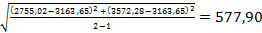 √(((2755,02−3163,65)² + (3572,28−3163,65)²)/(2−1)) = 577,90